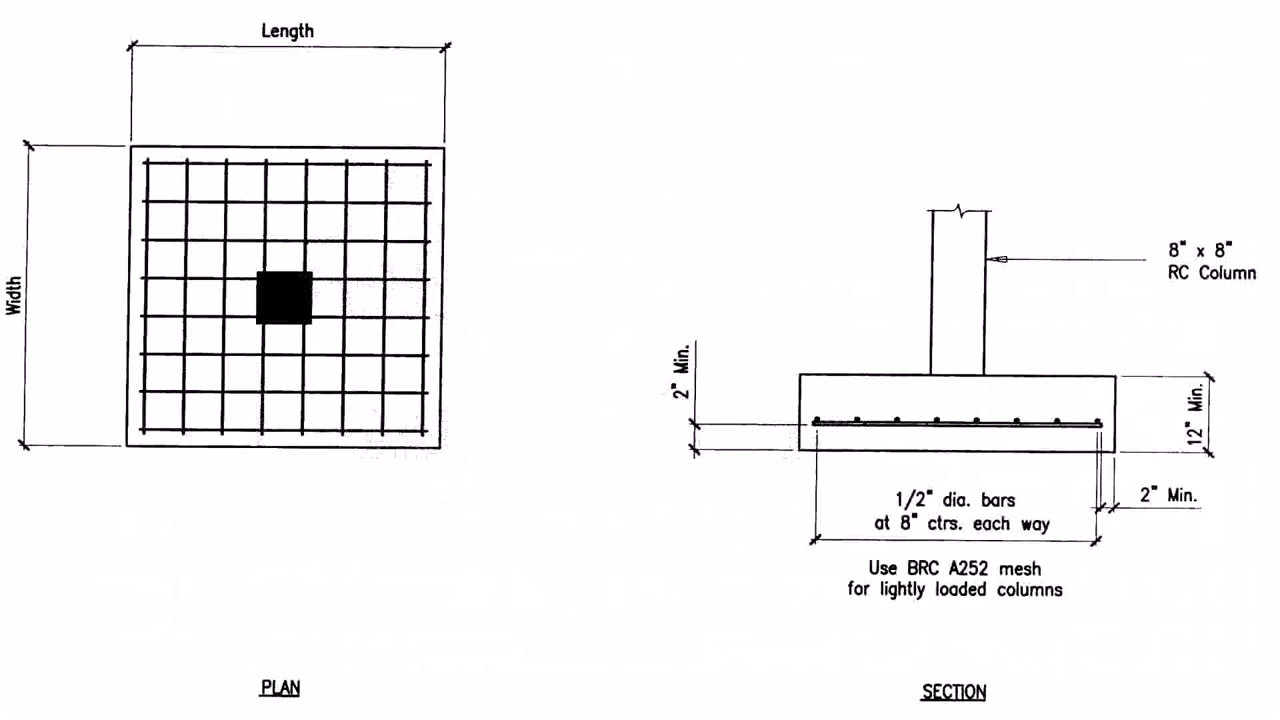 Length
Width
PLAN
8" x 8"
RC Column
2" Min.
12" Min.
2" Min.
1/2" dia. bars
at 8" ctrs. each way
Use BRC A252 mesh
for lightly loaded columns
SECTION